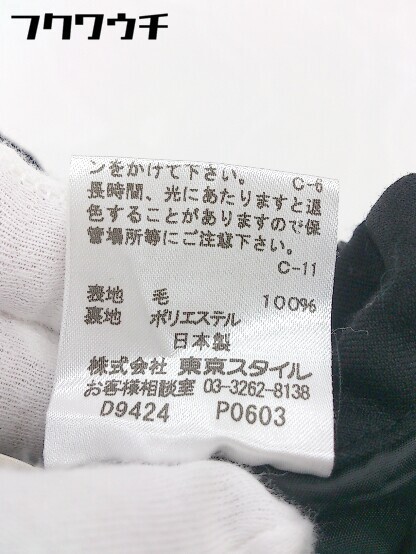 フクワウチ
ンをかけて下さい。 C-6
長時間、光にあたりますと退
色することがありますので保
管場所等にご注意下さい。
C-11
表地 毛 100%
裏地 ポリエステル
日本製
株式会社 東京スタイル
お客様相談室 03-3262-8138
D9424 P0603